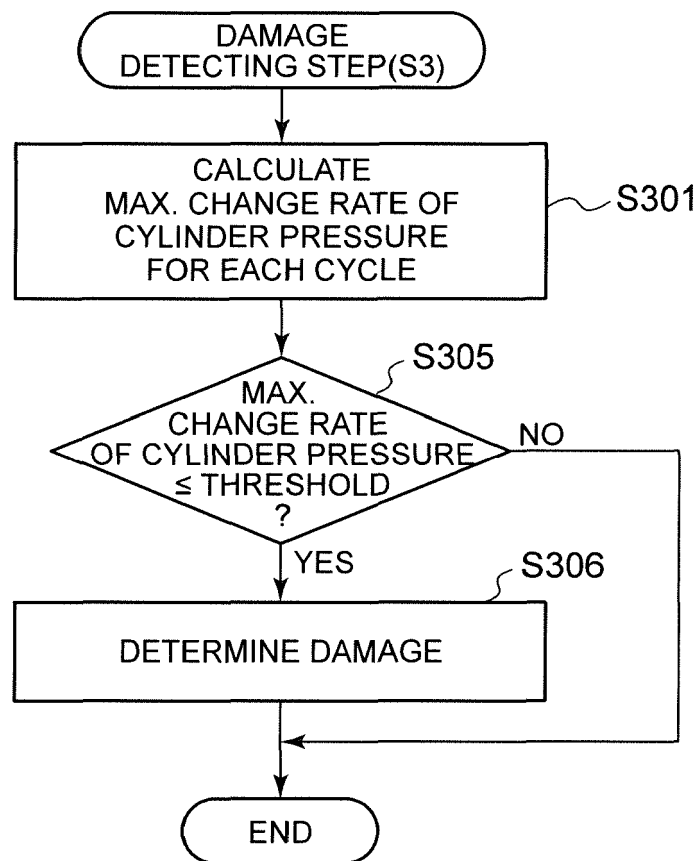 DAMAGE
DETECTING STEP(S3)
CALCULATE
MAX. CHANGE RATE OF
CYLINDER PRESSURE
FOR EACH CYCLE
S301
S305
MAX.
CHANGE RATE
OF CYLINDER PRESSURE
≤ THRESHOLD
?
NO
YES
S306
DETERMINE DAMAGE
END